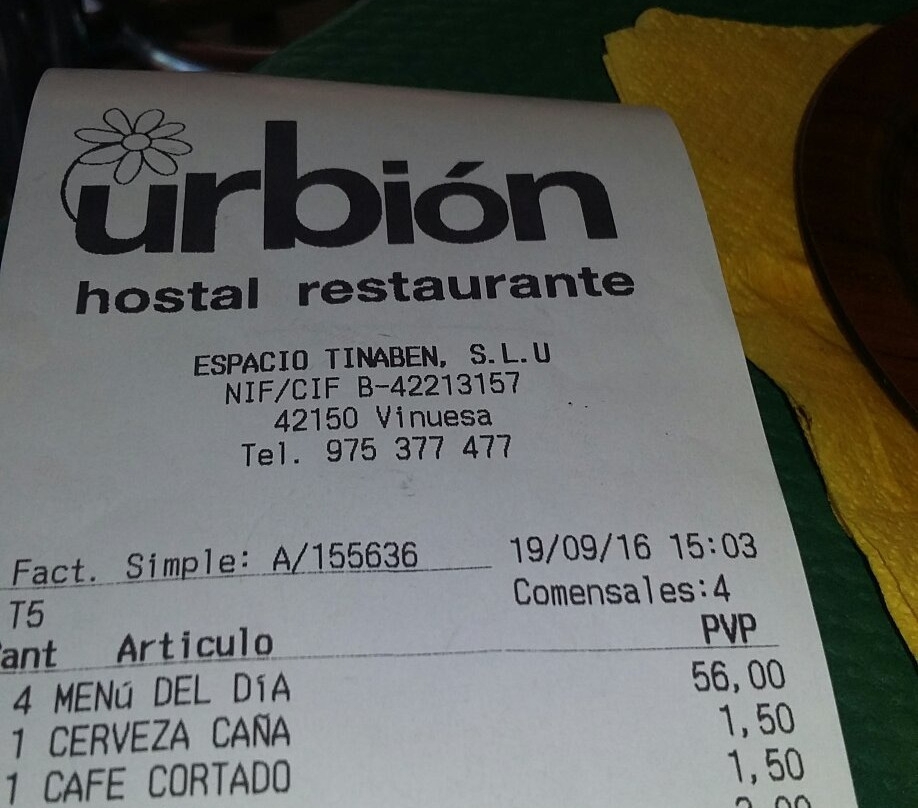 urbión
hostal restaurante
ESPACIO TINABEN, S.L.U
NIF/CIF B-42213157
42150 Vinuesa
Tel. 975 377 477
Fact. Simple: A/155636 19/09/16 15:03
T5 Comensales:4
ant Articulo PVP
4 MENú DEL DíA 56,00
1 CERVEZA CAÑA 1,50
1 CAFE CORTADO 1,50